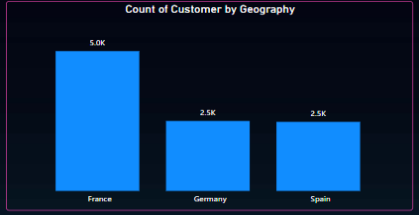 Count of Customer by Geography
5.0K
2.5K
2.5K
France
Germany
Spain